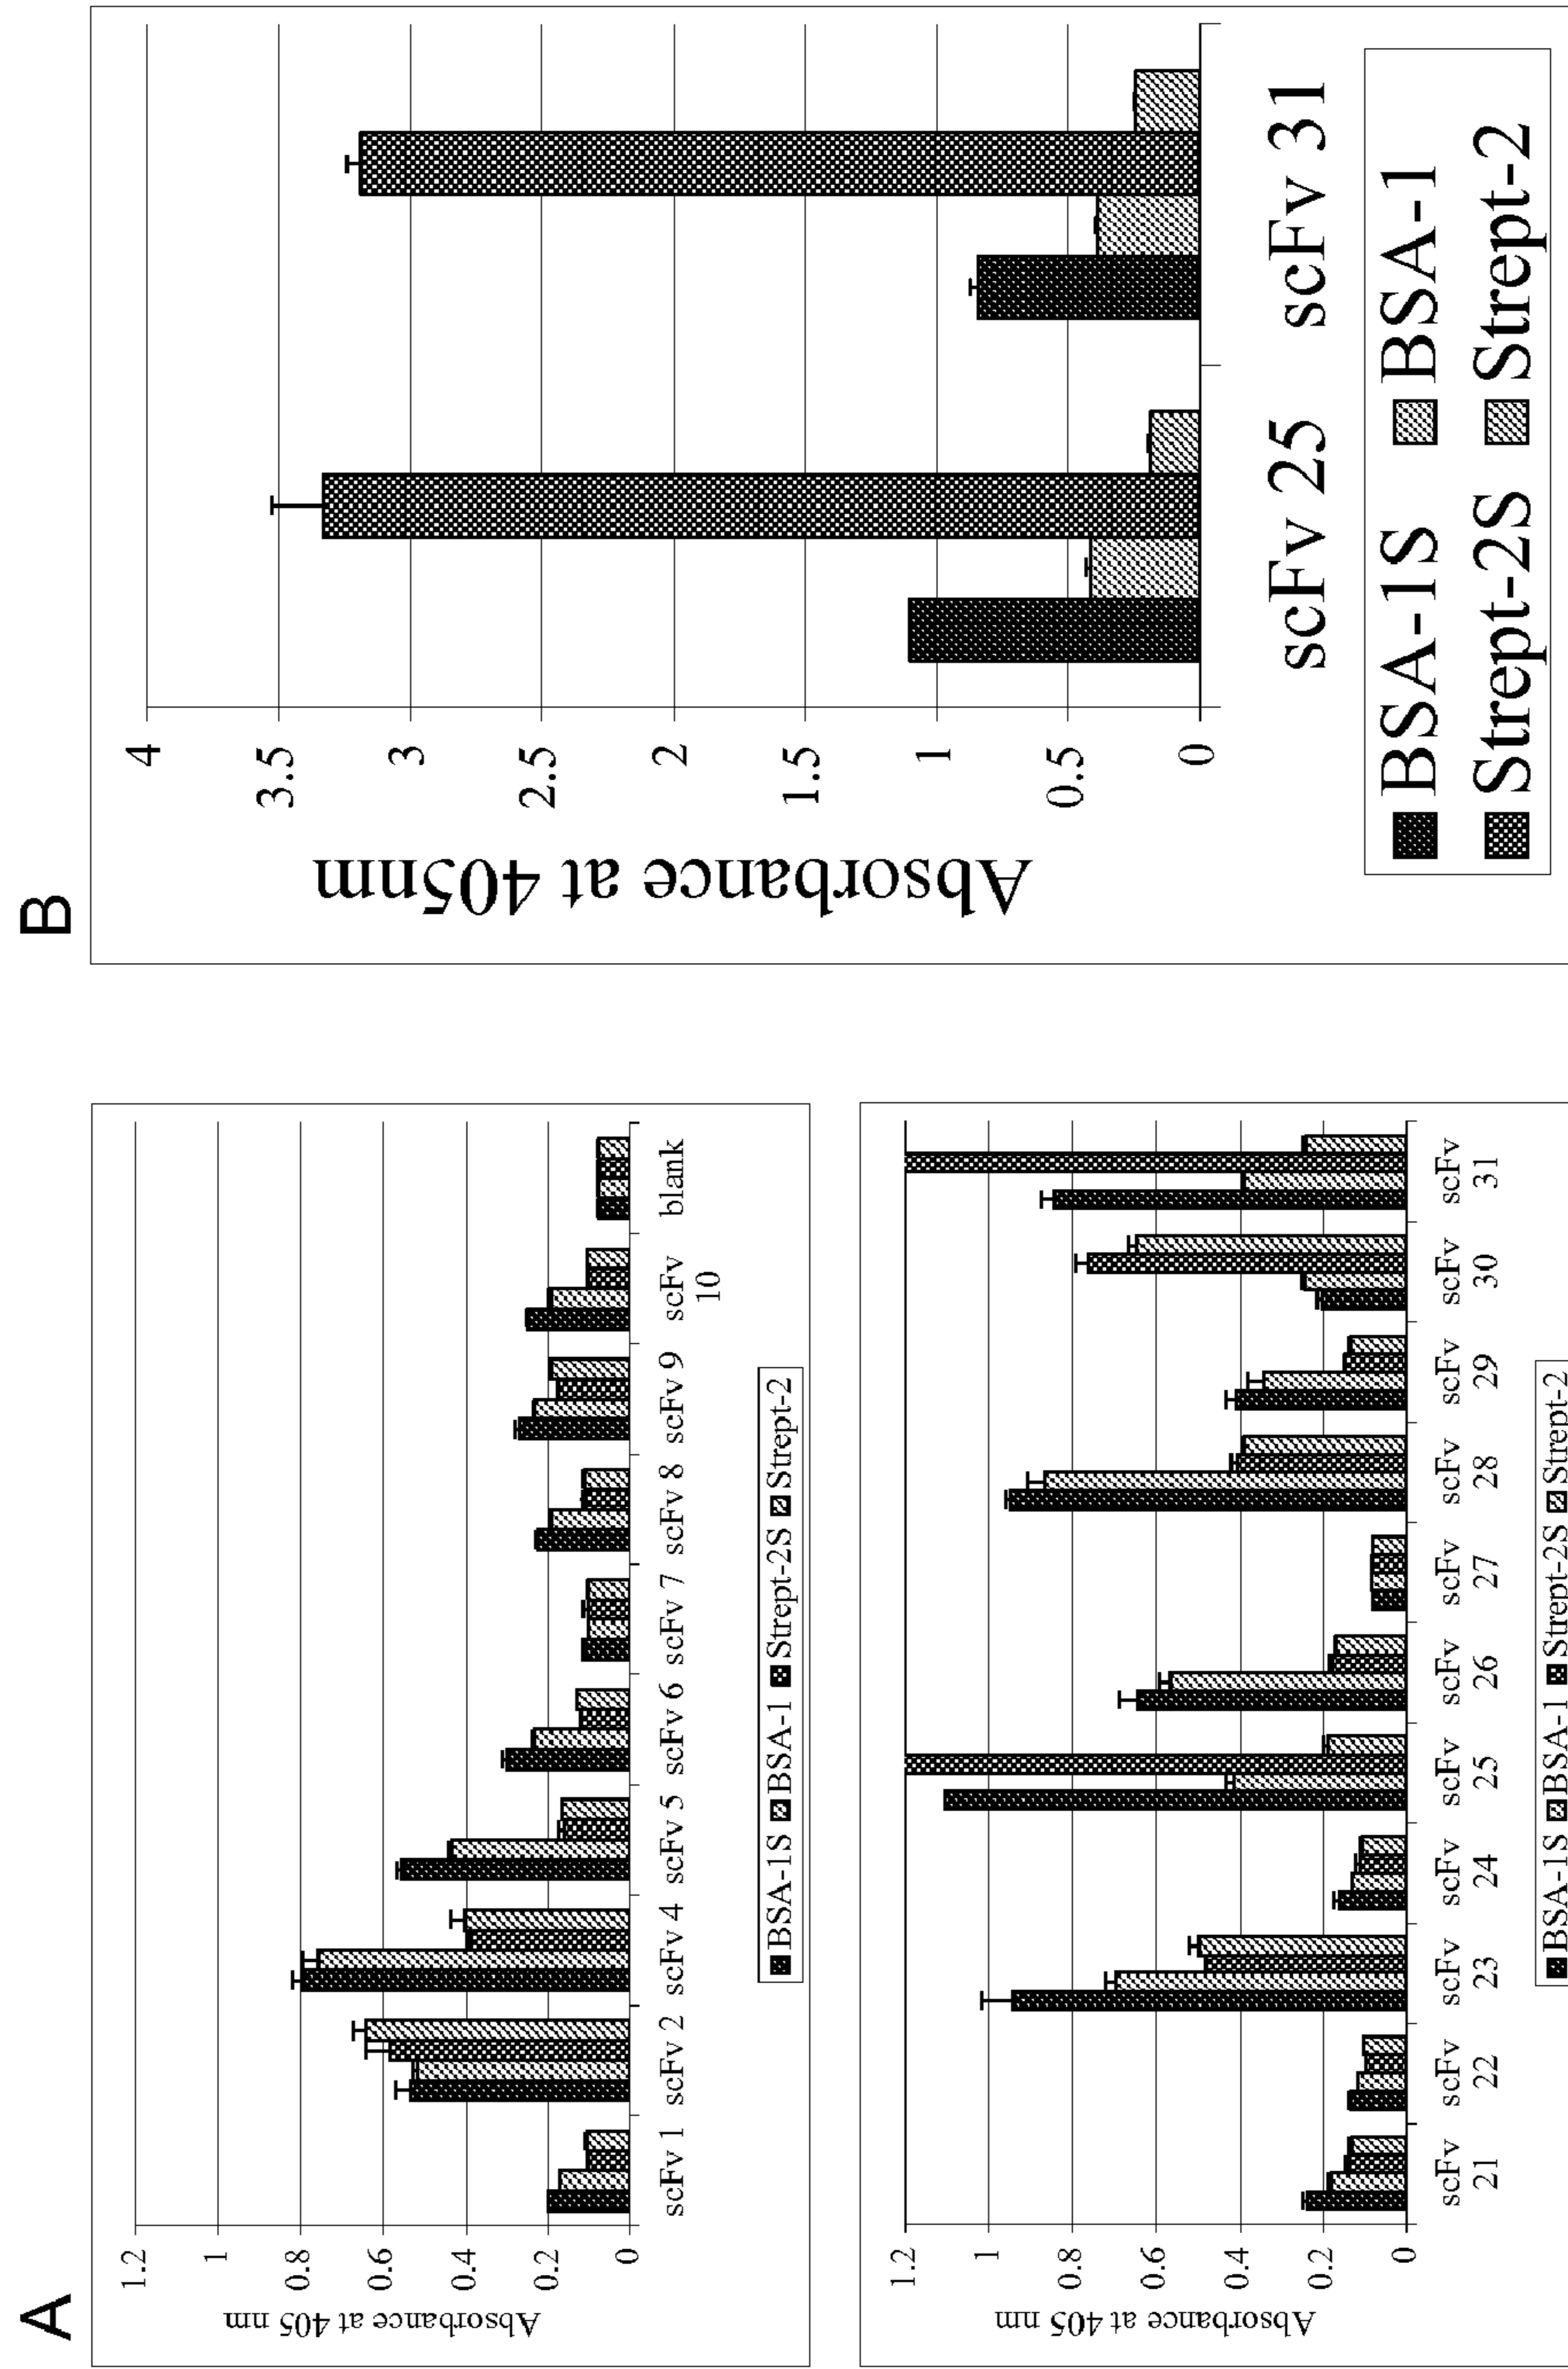 A
Absorbance at 405 nm
1.2
1
0.8
0.6
0.4
0.2
0
scFv 1 scFv 2 scFv 4 scFv 5 scFv 6 scFv 7 scFv 8 scFv 9 scFv 10 blank
BSA-1S BSA-1 Strept-2S Strept-2
Absorbance at 405 nm
1.2
1
0.8
0.6
0.4
0.2
0
scFv scFv scFv scFv scFv scFv scFv scFv scFv scFv scFv
21 22 23 24 25 26 27 28 29 30 31
BSA-1S BSA-1 Strept-2S Strept-2
B
Absorbance at 405nm
4
3.5
3
2.5
2
1.5
1
0.5
0
scFv 25 scFv 31
BSA-1S BSA-1
Strept-2S Strept-2